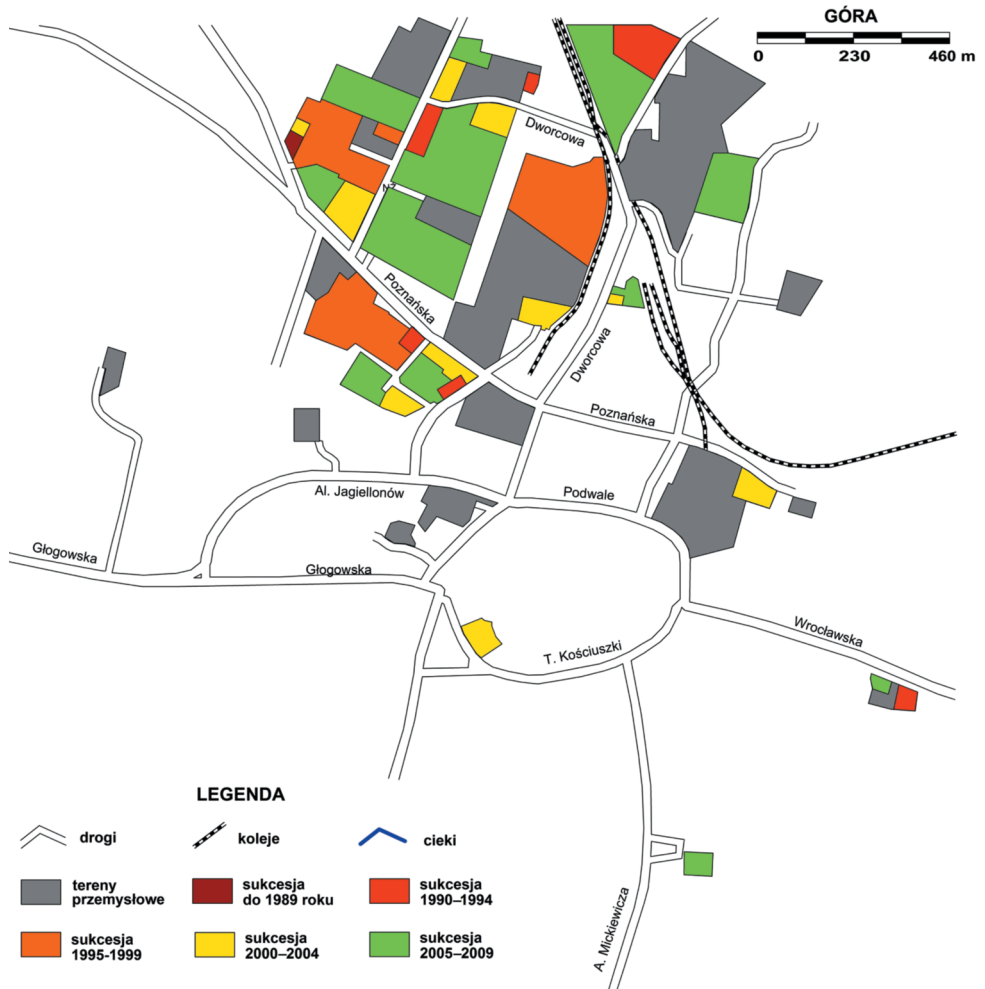 GÓRA
0 230 460 m
Dworcowa
Poznańska
Dworcowa
Poznańska
Al. Jagiellonów
Podwale
Głogowska
Głogowska
Wrocławska
T. Kościuszki
A. Mickiewicza
LEGENDA
drogi
koleje
cieki
tereny
przemysłowe
sukcesja
do 1989 roku
sukcesja
1990–1994
sukcesja
1995-1999
sukcesja
2000–2004
sukcesja
2005–2009